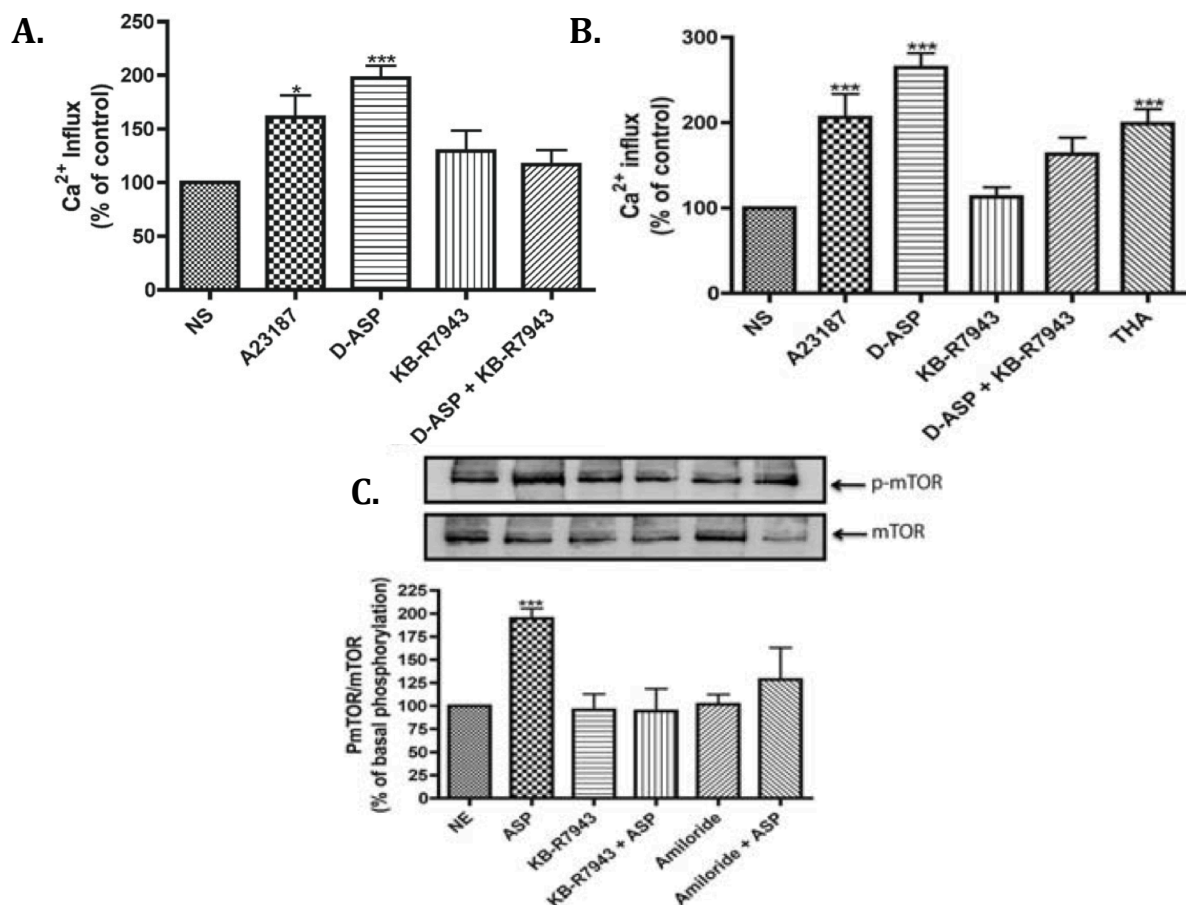 A.
250
200
150
100
50
0
Ca2+ Influx
(% of control)
*
***
NS
A23187
D-ASP
KB-R7943
D-ASP + KB-R7943
B.
300
200
100
0
Ca2+ influx
(% of control)
***
***
***
NS
A23187
D-ASP
KB-R7943
D-ASP + KB-R7943
THA
C.
p-mTOR
mTOR
225
200
175
150
125
100
75
50
25
0
PmTOR/mTOR
(% of basal phosphorylation)
***
NE
ASP
KB-R7943
KB-R7943 + ASP
Amiloride
Amiloride + ASP